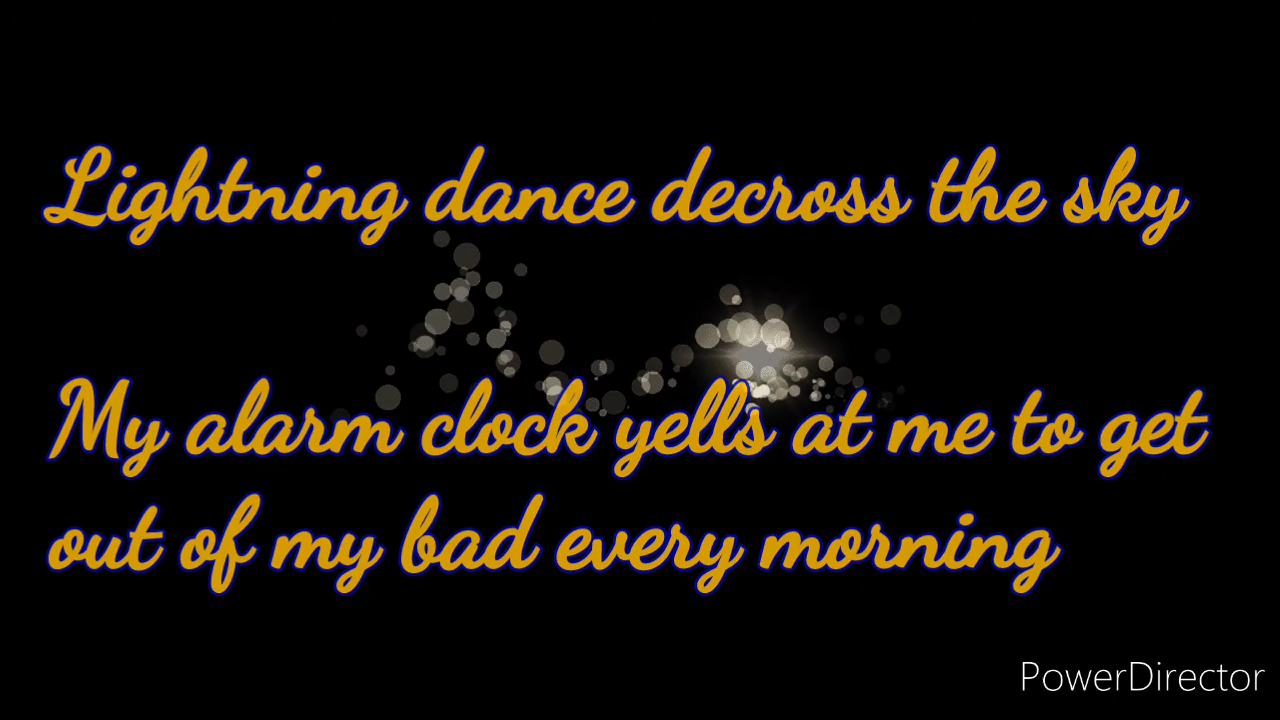 Lightning dance decross the sky
My alarm clock yells at me to get
out of my bad every morning
PowerDirector